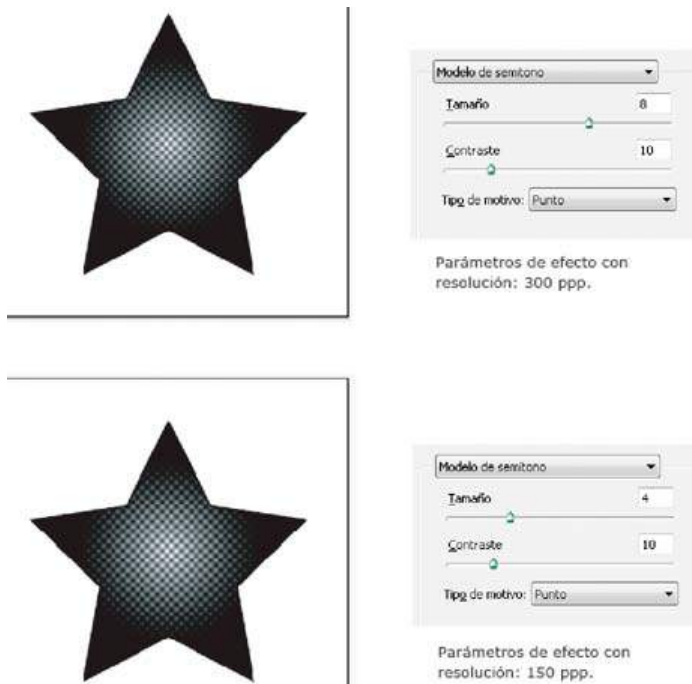 Modelo de semitono
Tamaño 8
Contraste 10
Tipo de motivo: Punto
Parámetros de efecto con
resolución: 300 ppp.
Modelo de semitono
Tamaño 4
Contraste 10
Tipo de motivo: Punto
Parámetros de efecto con
resolución: 150 ppp.